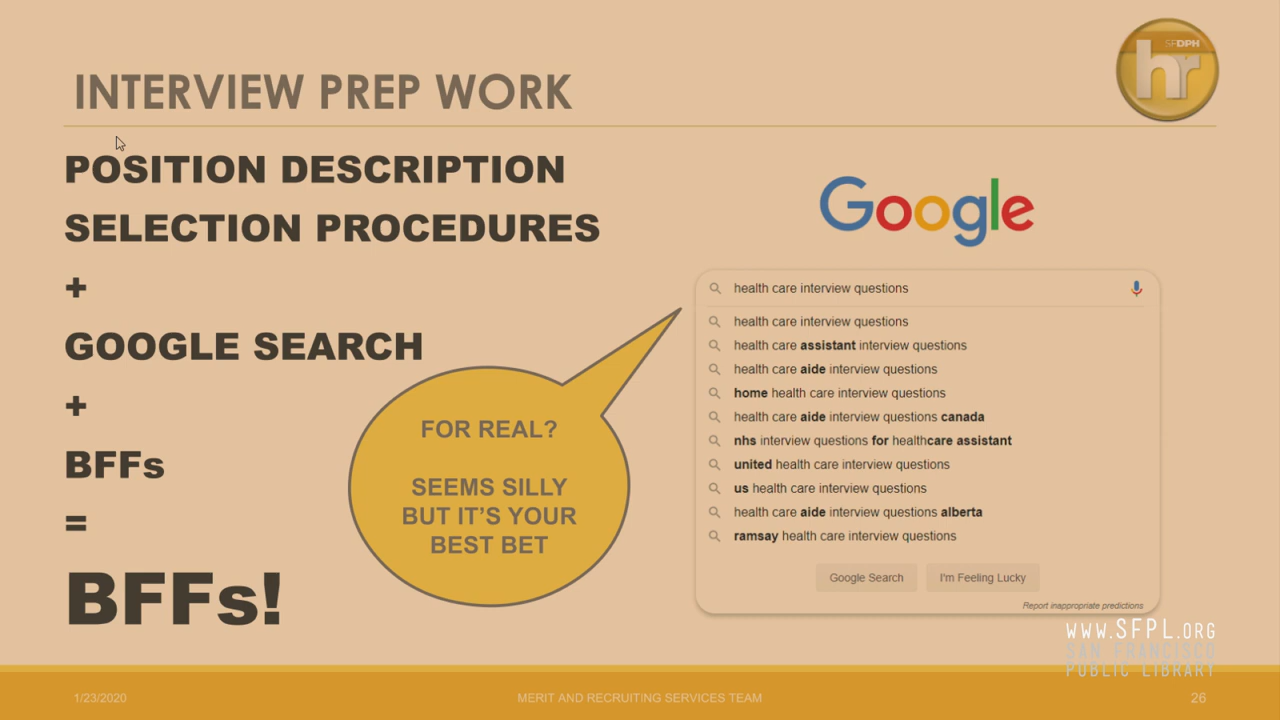 INTERVIEW PREP WORK
SFDPH
hr
POSITION DESCRIPTION
SELECTION PROCEDURES
+
GOOGLE SEARCH
+
BFFs
=
BFFs!
FOR REAL?
SEEMS SILLY
BUT IT'S YOUR
BEST BET
Google
health care interview questions
health care interview questions
health care assistant interview questions
health care aide interview questions
home health care interview questions
health care aide interview questions canada
nhs interview questions for healthcare assistant
united health care interview questions
us health care interview questions
health care aide interview questions alberta
ramsay health care interview questions
Google Search I'm Feeling Lucky
Report inappropriate predictions
WWW.SFPL.ORG
SAN FRANCISCO
PUBLIC LIBRARY
1/23/2020 MERIT AND RECRUITING SERVICES TEAM 26